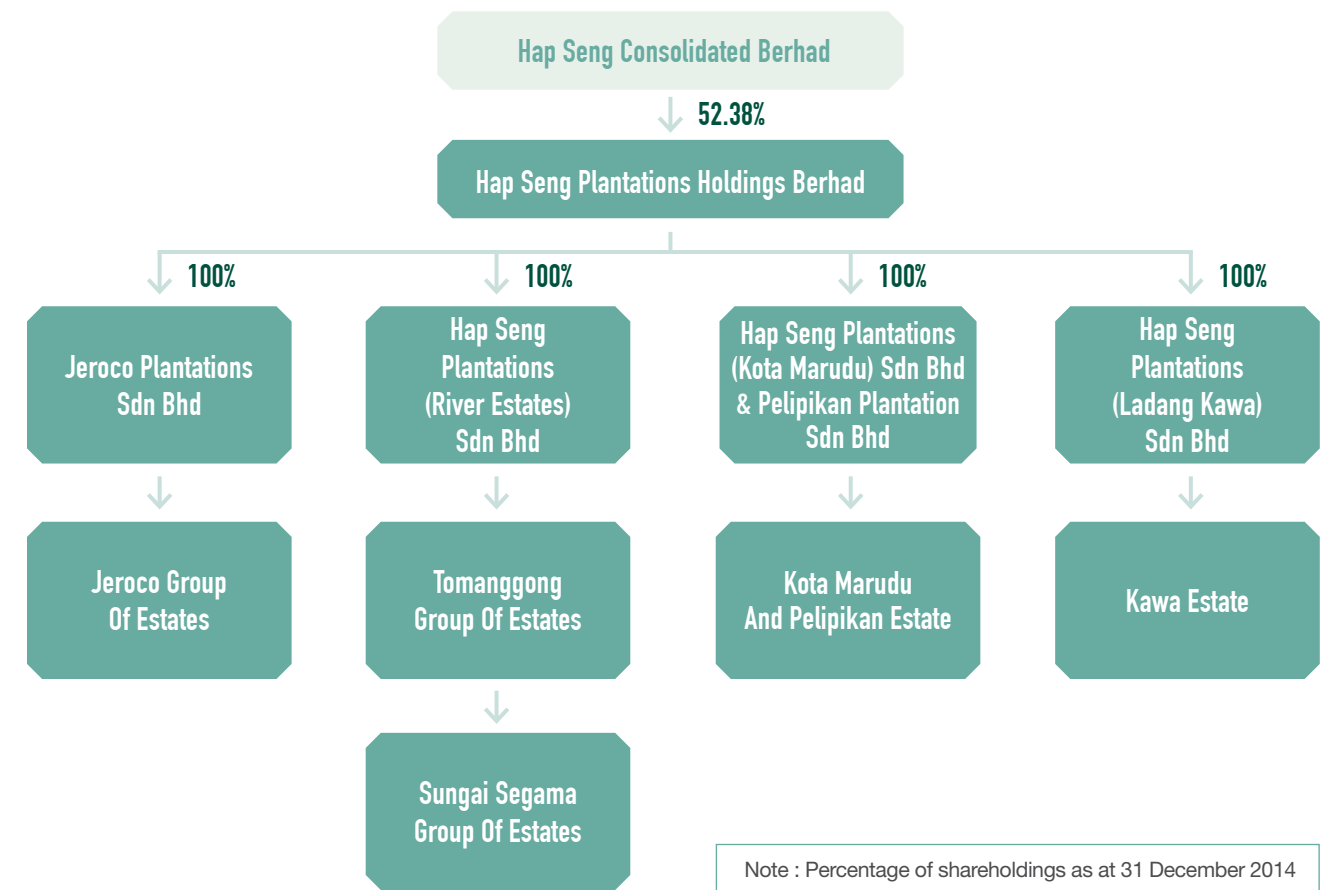 Hap Seng Consolidated Berhad
52.38%
Hap Seng Plantations Holdings Berhad
100%
100%
100%
100%
Jeroco Plantations
Sdn Bhd
Hap Seng
Plantations
(River Estates)
Sdn Bhd
Hap Seng Plantations
(Kota Marudu) Sdn Bhd
& Pelipikan Plantation
Sdn Bhd
Hap Seng
Plantations
(Ladang Kawa)
Sdn Bhd
Jeroco Group
Of Estates
Tomanggong
Group Of Estates
Kota Marudu
And Pelipikan Estate
Kawa Estate
Sungai Segama
Group Of Estates
Note : Percentage of shareholdings as at 31 December 2014